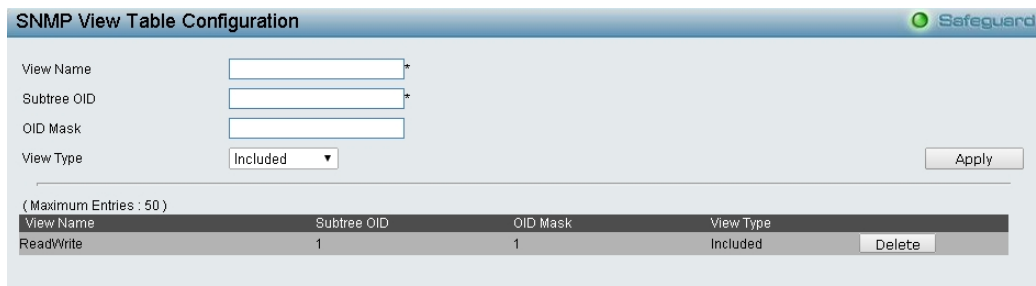 SNMP View Table Configuration Safeguard
View Name *
Subtree OID *
OID Mask
View Type Included Apply
( Maximum Entries : 50 )
View Name Subtree OID OID Mask View Type
ReadWrite 1 1 Included Delete